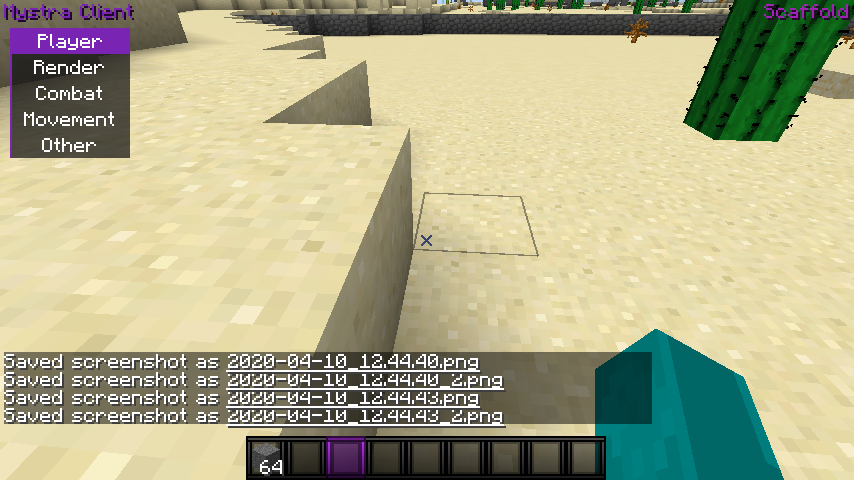 Mystra Client
Scaffold
Player
Render
Combat
Movement
Other
Saved screenshot as 2020-04-10_12.44.40.png
Saved screenshot as 2020-04-10_12.44.40_2.png
Saved screenshot as 2020-04-10_12.44.43.png
Saved screenshot as 2020-04-10_12.44.43_2.png
64